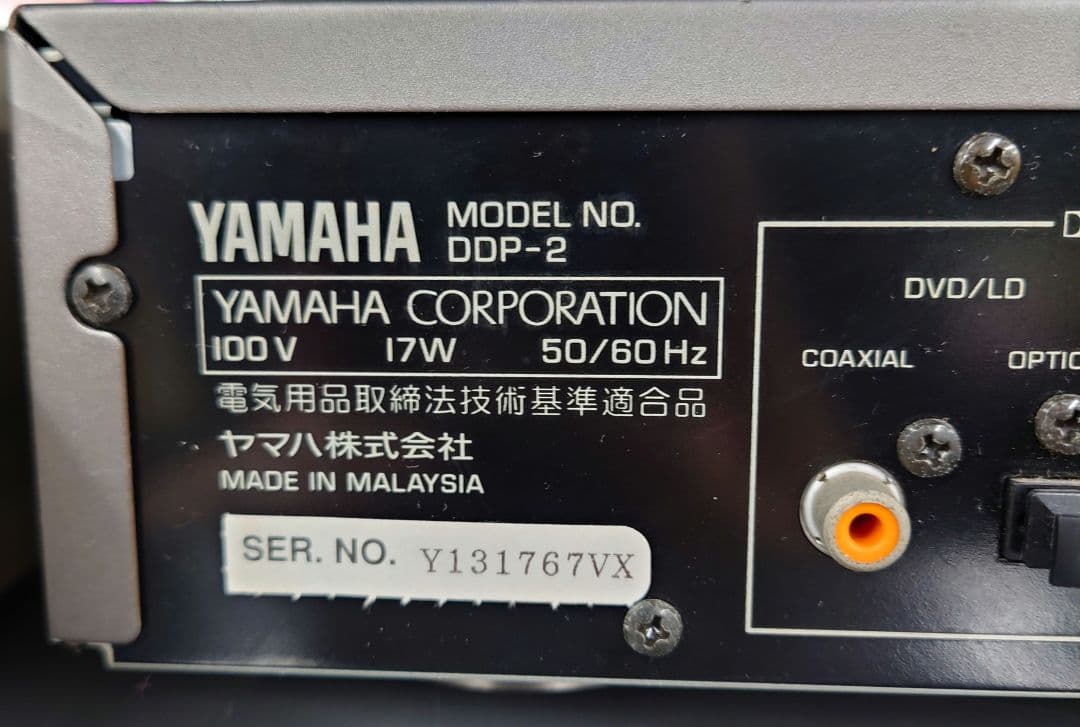 YAMAHA
MODEL NO.
DDP-2
YAMAHA CORPORATION
100V 17W 50/60Hz
電気用品取締法技術基準適合品
ヤマハ株式会社
MADE IN MALAYSIA
SER. NO. Y131767VX
DVD/LD
COAXIAL